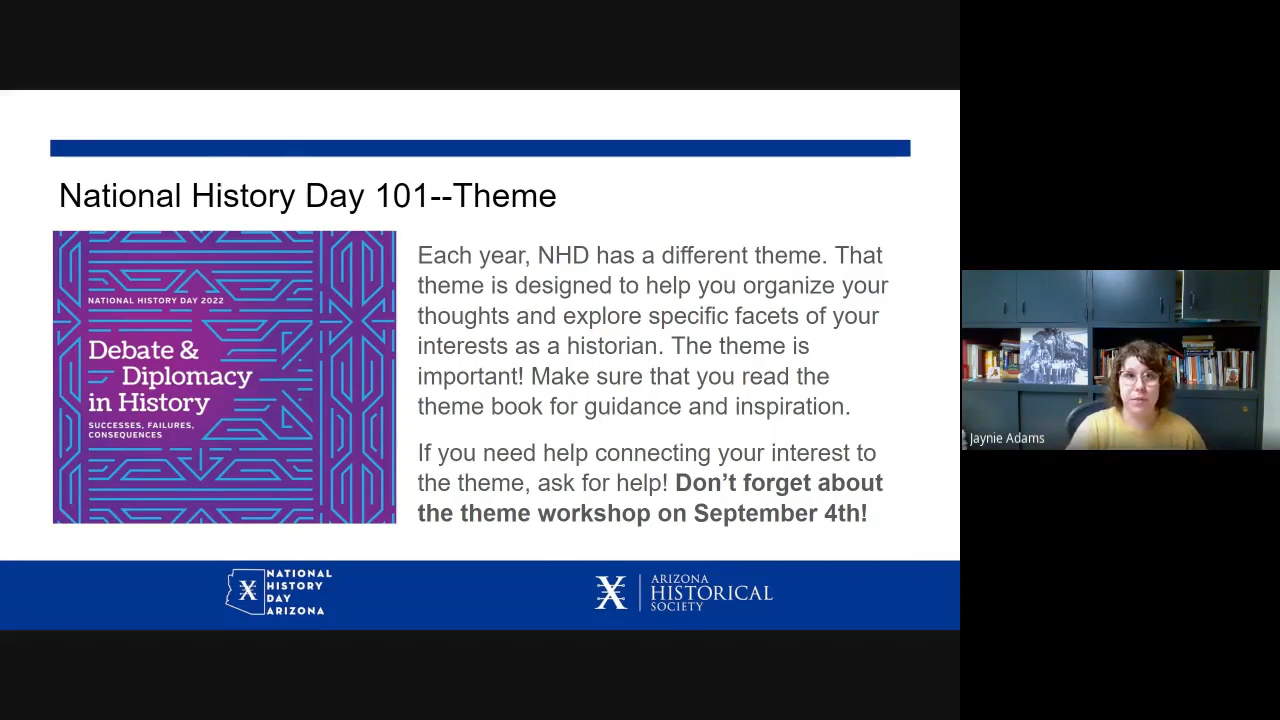 National History Day 101--Theme
NATIONAL HISTORY DAY 2022
Debate &
Diplomacy
in History
SUCCESSES, FAILURES,
CONSEQUENCES
Each year, NHD has a different theme. That
theme is designed to help you organize your
thoughts and explore specific facets of your
interests as a historian. The theme is
important! Make sure that you read the
theme book for guidance and inspiration.
If you need help connecting your interest to
the theme, ask for help! Don't forget about
the theme workshop on September 4th!
NATIONAL
HISTORY
DAY
ARIZONA
ARIZONA
HISTORICAL
SOCIETY
Jaynie Adams